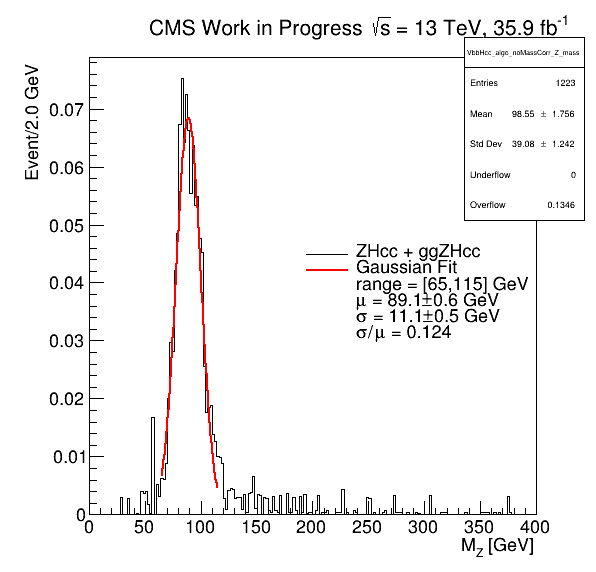 CMS Work in Progress √s = 13 TeV, 35.9 fb⁻¹
VbbHcc_algo_noMassCorr_Z_mass
Entries 1223
Mean 98.55 ± 1.756
Std Dev 39.08 ± 1.242
Underflow 0
Overflow 0.1346
Event/2.0 GeV
0.07
0.06
0.05
0.04
0.03
0.02
0.01
0
ZHcc + ggZHcc
Gaussian Fit
range = [65,115] GeV
μ = 89.1±0.6 GeV
σ = 11.1±0.5 GeV
σ/μ = 0.124
0 50 100 150 200 250 300 350 400
M_Z [GeV]